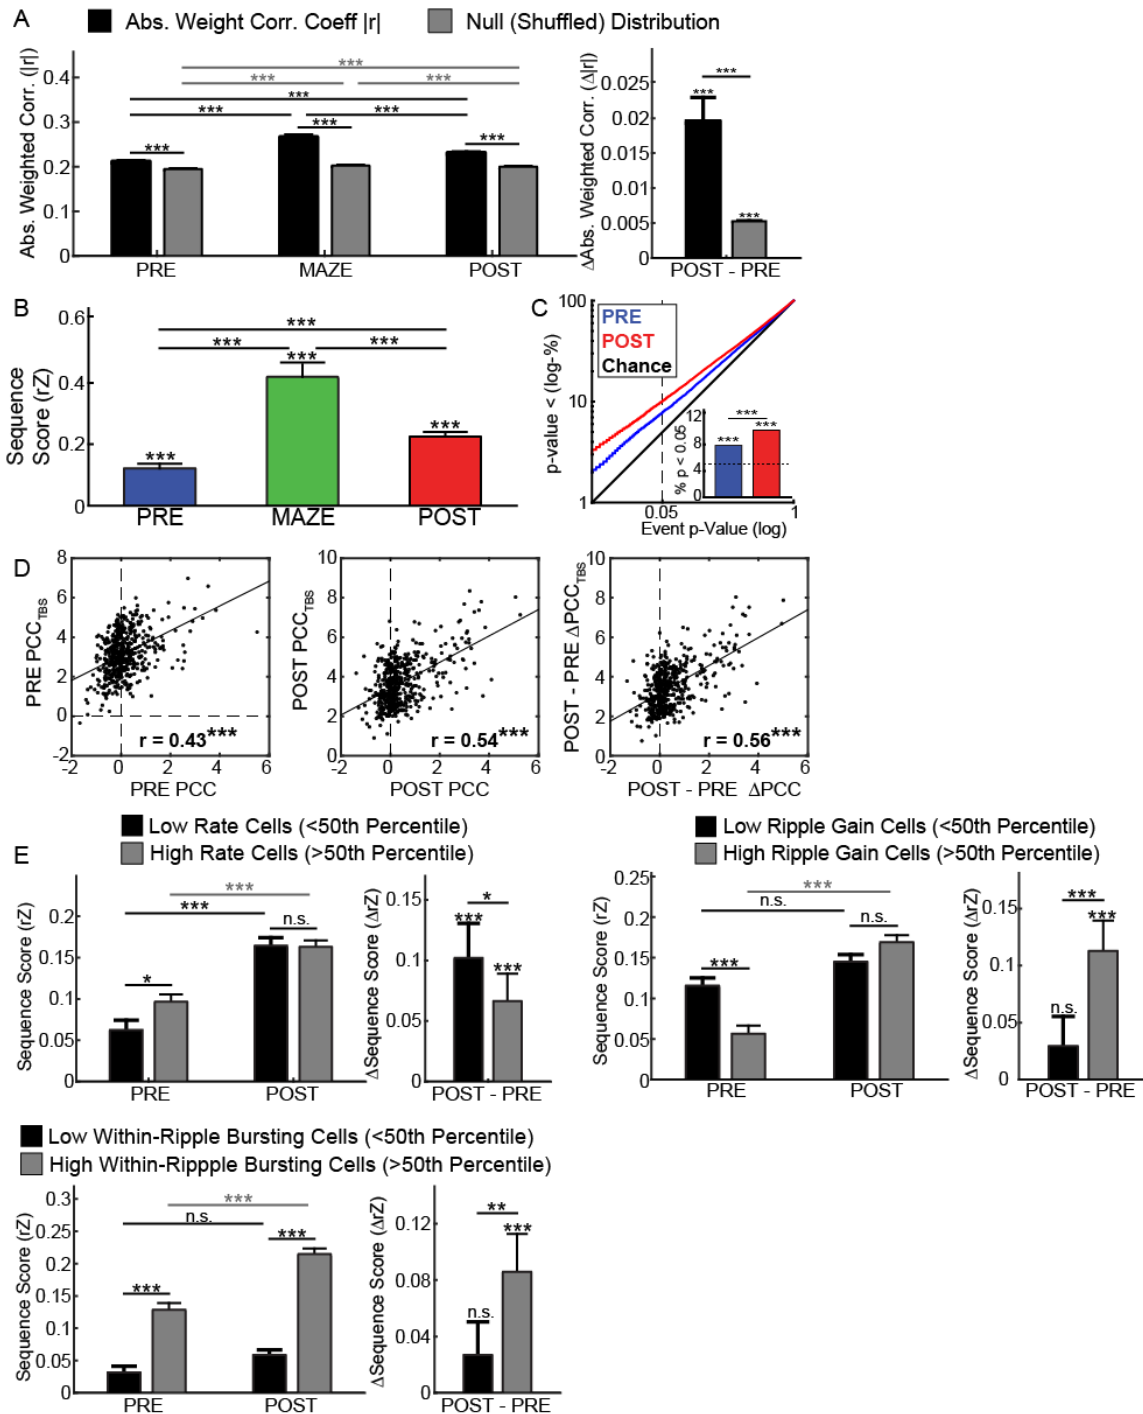 A
Abs. Weight Corr. Coeff |r|
Null (Shuffled) Distribution
Abs. Weighted Corr. (|r|)
0.4
0.3
0.2
0.1
0
***
***
***
***
***
***
***
***
***
PRE
MAZE
POST
ΔAbs. Weighted Corr. (Δ|r|)
0.025
0.02
0.015
0.01
0.005
0
***
***
***
POST - PRE
B
Sequence
Score (rZ)
0.6
0.4
0.2
0
***
***
***
***
***
***
PRE
MAZE
POST
C
p-value < (log-%)
100
10
1
PRE
POST
Chance
% p < 0.05
12
8
4
0
***
***
***
0.05
1
Event p-Value (log)
D
PRE PCC_TBS
8
6
4
2
0
-2
r = 0.43***
-2
0
2
4
6
PRE PCC
POST PCC_TBS
10
8
6
4
2
0
r = 0.54***
-2
0
2
4
6
POST PCC
POST - PRE ΔPCC_TBS
10
8
6
4
2
0
r = 0.56***
-2
0
2
4
6
POST - PRE ΔPCC
E
Low Rate Cells (<50th Percentile)
High Rate Cells (>50th Percentile)
Sequence Score (rZ)
0.2
0.15
0.1
0.05
0
***
***
n.s.
*
PRE
POST
ΔSequence Score (ΔrZ)
0.15
0.1
0.05
0
*
***
***
POST - PRE
Low Ripple Gain Cells (<50th Percentile)
High Ripple Gain Cells (>50th Percentile)
Sequence Score (rZ)
0.25
0.2
0.15
0.1
0.05
0
***
n.s.
n.s.
***
PRE
POST
ΔSequence Score (ΔrZ)
0.15
0.1
0.05
0
***
***
n.s.
POST - PRE
Low Within-Ripple Bursting Cells (<50th Percentile)
High Within-Rippple Bursting Cells (>50th Percentile)
Sequence Score (rZ)
0.3
0.25
0.2
0.15
0.1
0.05
0
***
n.s.
***
***
PRE
POST
ΔSequence Score (ΔrZ)
0.12
0.08
0.04
0
**
***
n.s.
POST - PRE